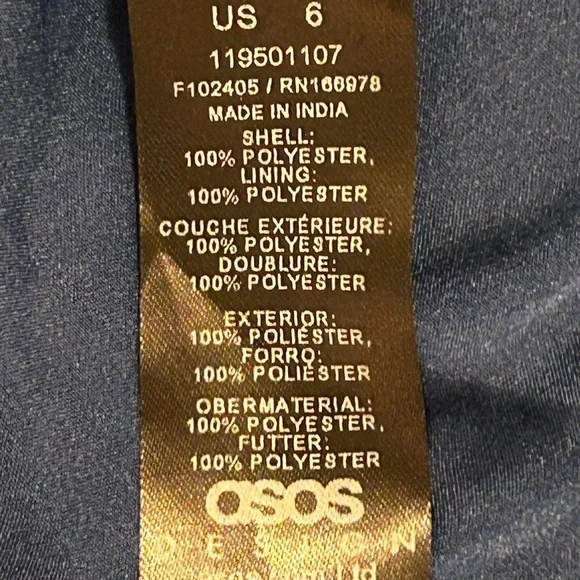 US 6
119501107
F102405 / RN166978
MADE IN INDIA
SHELL:
100% POLYESTER,
LINING:
100% POLYESTER
COUCHE EXTÉRIEURE:
100% POLYESTER,
DOUBLURE:
100% POLYESTER
EXTERIOR:
100% POLIÉSTER,
FORRO:
100% POLIÉSTER
OBERMATERIAL:
100% POLYESTER,
FUTTER:
100% POLYESTER
asos
DESIGN
Ltd